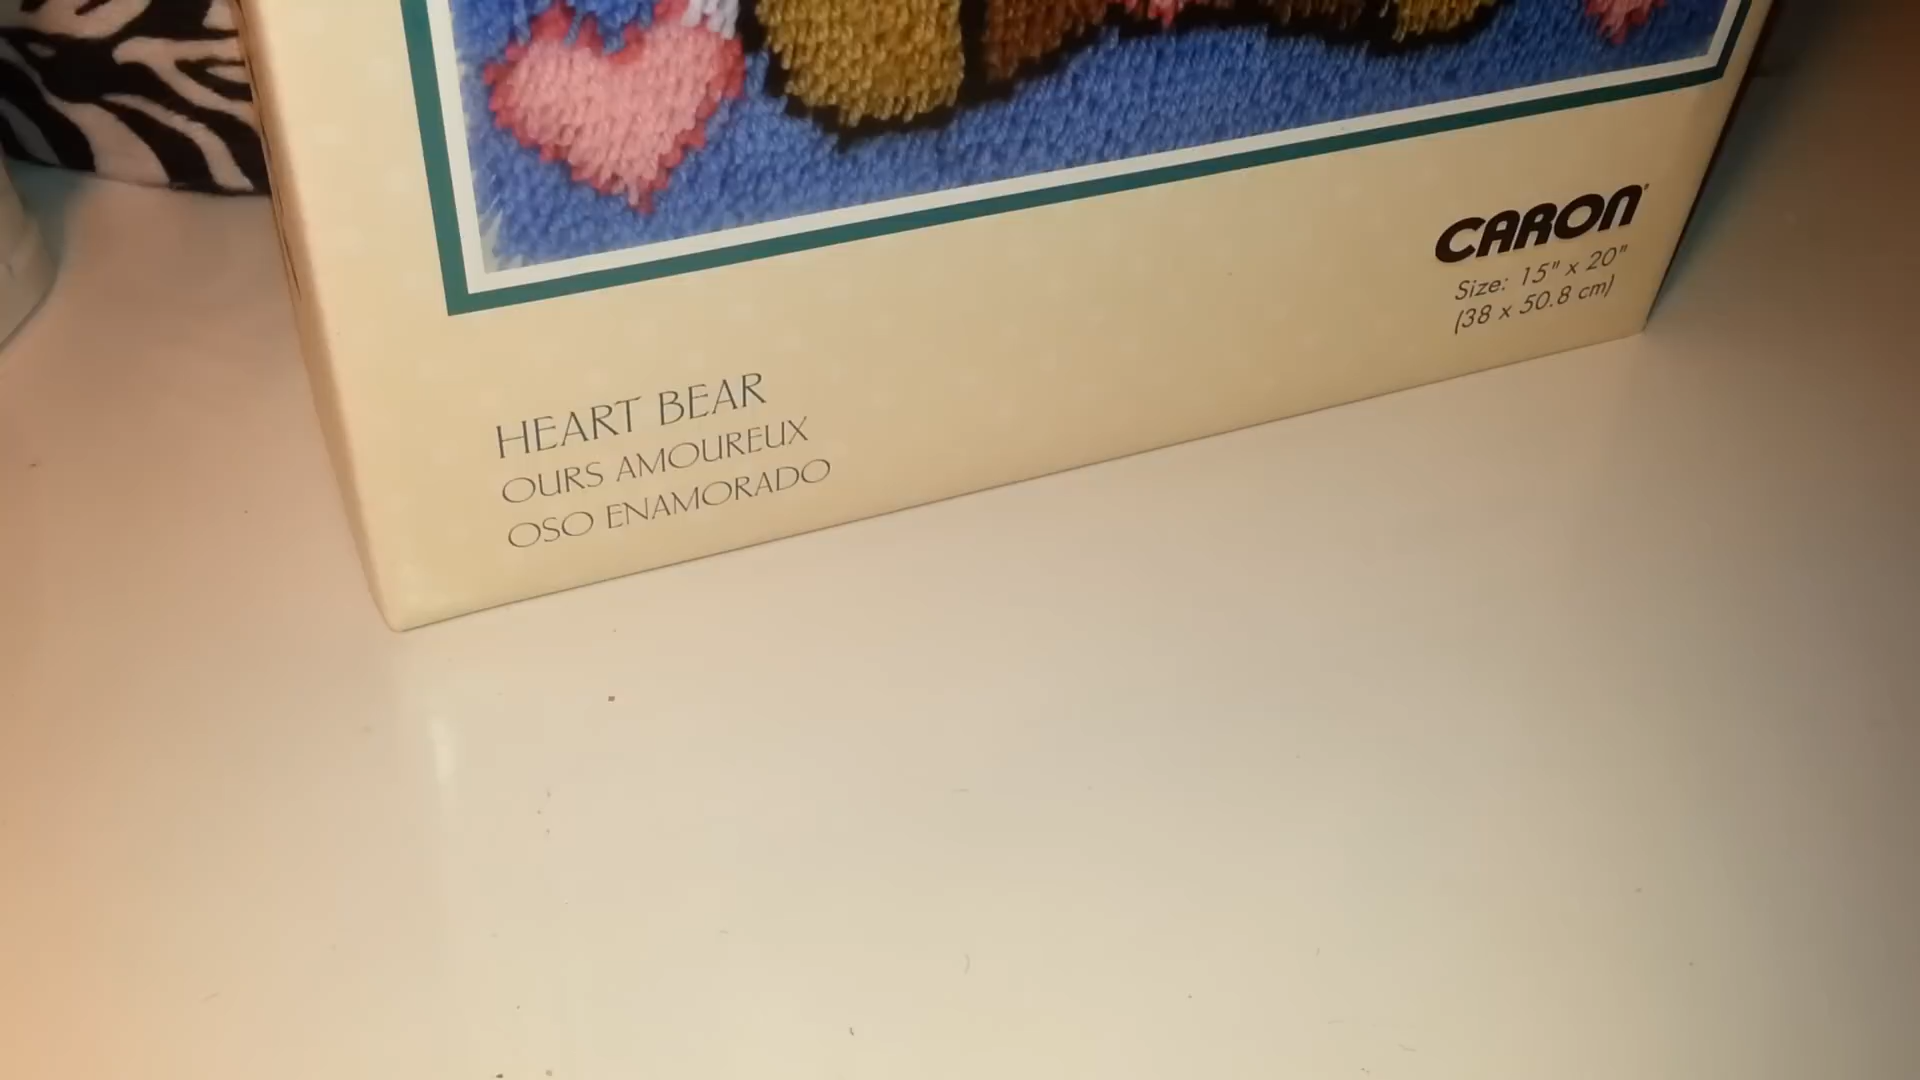 CARON
Size: 15" x 20"
(38 x 50.8 cm)
HEART BEAR
OURS AMOUREUX
OSO ENAMORADO